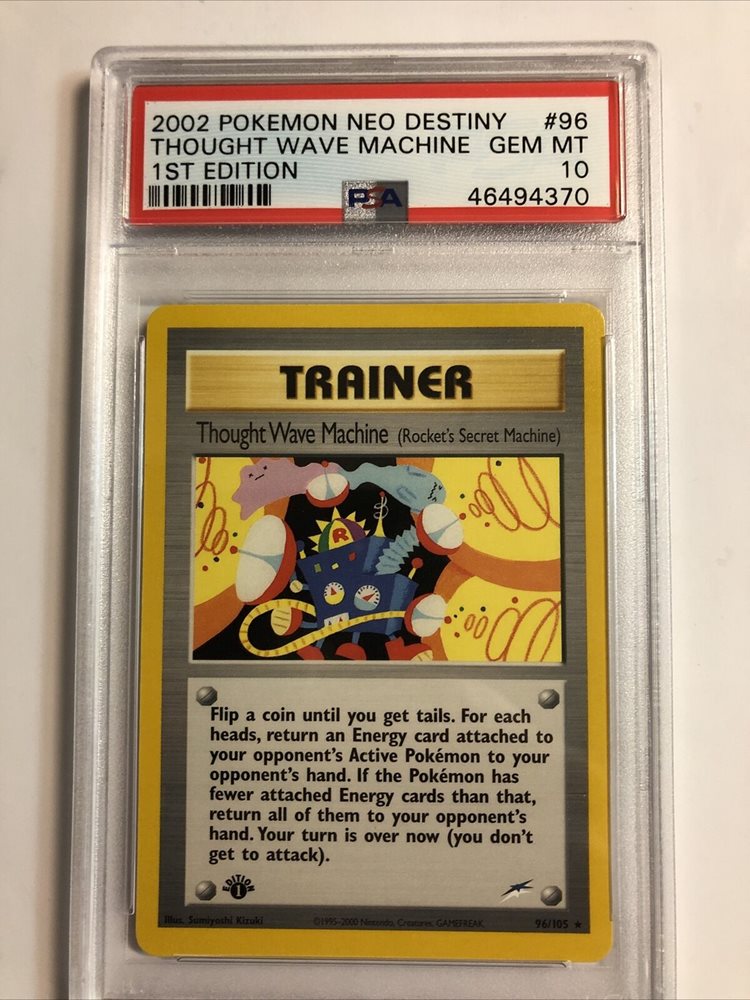 2002 POKEMON NEO DESTINY #96
THOUGHT WAVE MACHINE GEM MT
1ST EDITION 10
PSA 46494370
TRAINER
Thought Wave Machine (Rocket's Secret Machine)
R
Flip a coin until you get tails. For each
heads, return an Energy card attached to
your opponent's Active Pokémon to your
opponent's hand. If the Pokémon has
fewer attached Energy cards than that,
return all of them to your opponent's
hand. Your turn is over now (you don't
get to attack).
EDITION 1
Illus. Sumiyoshi Kizuki ©1995-2000 Nintendo, Creatures, GAMEFREAK. 96/105 ★